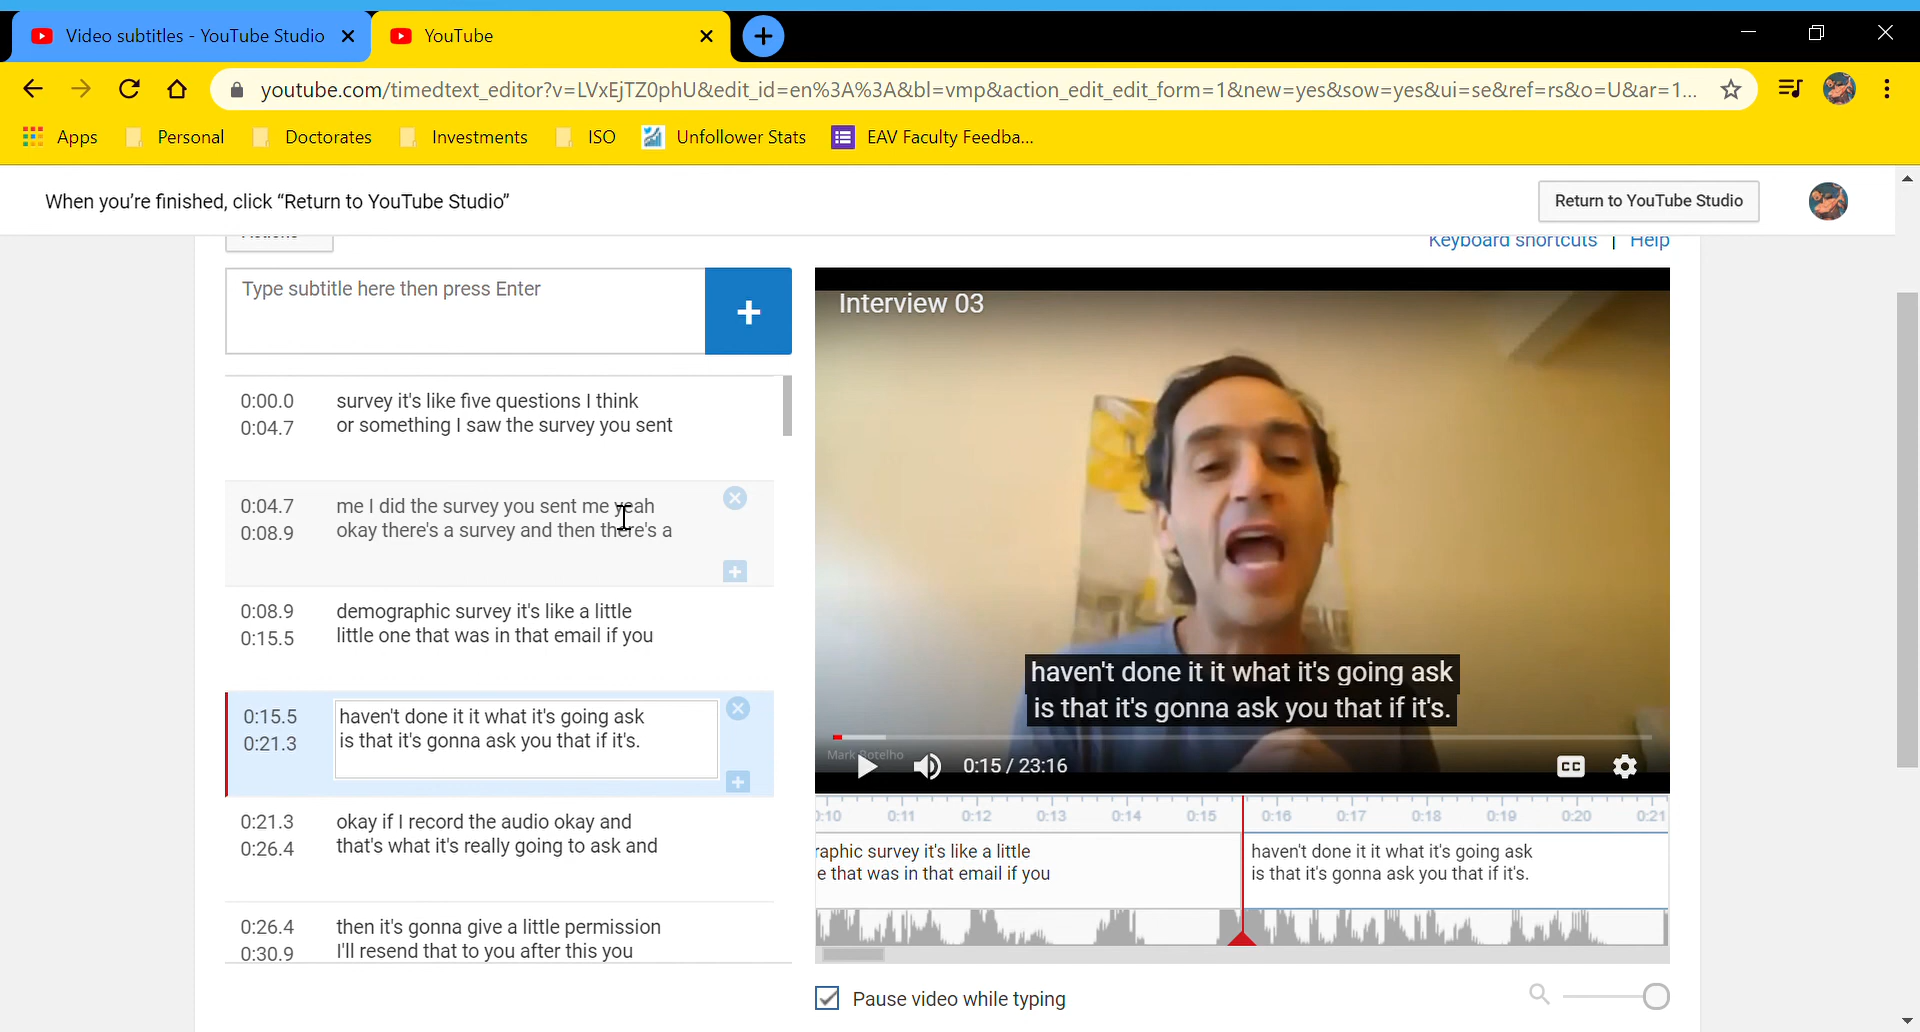 Video subtitles - YouTube Studio
YouTube
youtube.com/timedtext_editor?v=LVxEjTZ0phU&edit_id=en%3A%3A&bl=vmp&action_edit_edit_form=1&new=yes&sow=yes&ui=se&ref=rs&o=U&ar=1...
Apps
Personal
Doctorates
Investments
ISO
Unfollower Stats
EAV Faculty Feedba...
When you're finished, click “Return to YouTube Studio”
Return to YouTube Studio
Keyboard shortcuts | Help
Type subtitle here then press Enter
0:00.0
0:04.7
survey it's like five questions I think
or something I saw the survey you sent
0:04.7
0:08.9
me I did the survey you sent me yeah
okay there's a survey and then there's a
0:08.9
0:15.5
demographic survey it's like a little
little one that was in that email if you
0:15.5
0:21.3
haven't done it it what it's going ask
is that it's gonna ask you that if it's.
0:21.3
0:26.4
okay if I record the audio okay and
that's what it's really going to ask and
0:26.4
0:30.9
then it's gonna give a little permission
I'll resend that to you after this you
Interview 03
haven't done it it what it's going ask
is that it's gonna ask you that if it's.
Mark Botelho
0:15 / 23:16
CC
0:10 0:11 0:12 0:13 0:14 0:15 0:16 0:17 0:18 0:19 0:20 0:21
raphic survey it's like a little
e that was in that email if you
haven't done it it what it's going ask
is that it's gonna ask you that if it's.
Pause video while typing